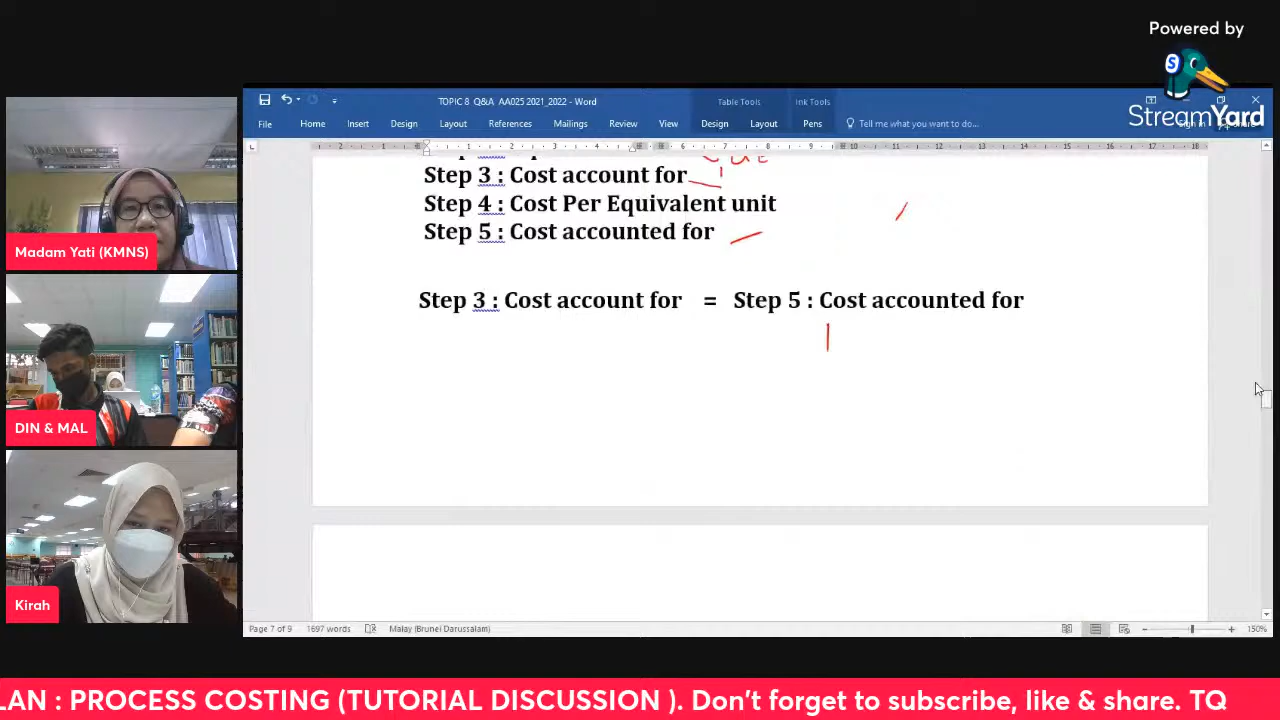 Powered by
StreamYard
TOPIC 8 Q&A AA025 2021_2022 - Word
Table Tools
Ink Tools
File
Home
Insert
Design
Layout
References
Mailings
Review
View
Design
Layout
Pens
Tell me what you want to do...
Step 3 : Cost account for
Step 4 : Cost Per Equivalent unit
Step 5 : Cost accounted for
Step 3 : Cost account for = Step 5 : Cost accounted for
Madam Yati (KMNS)
DIN & MAL
Kirah
Page 7 of 9
1697 words
Malay (Brunei Darussalam)
150%
LAN : PROCESS COSTING (TUTORIAL DISCUSSION ). Don't forget to subscribe, like & share. TQ